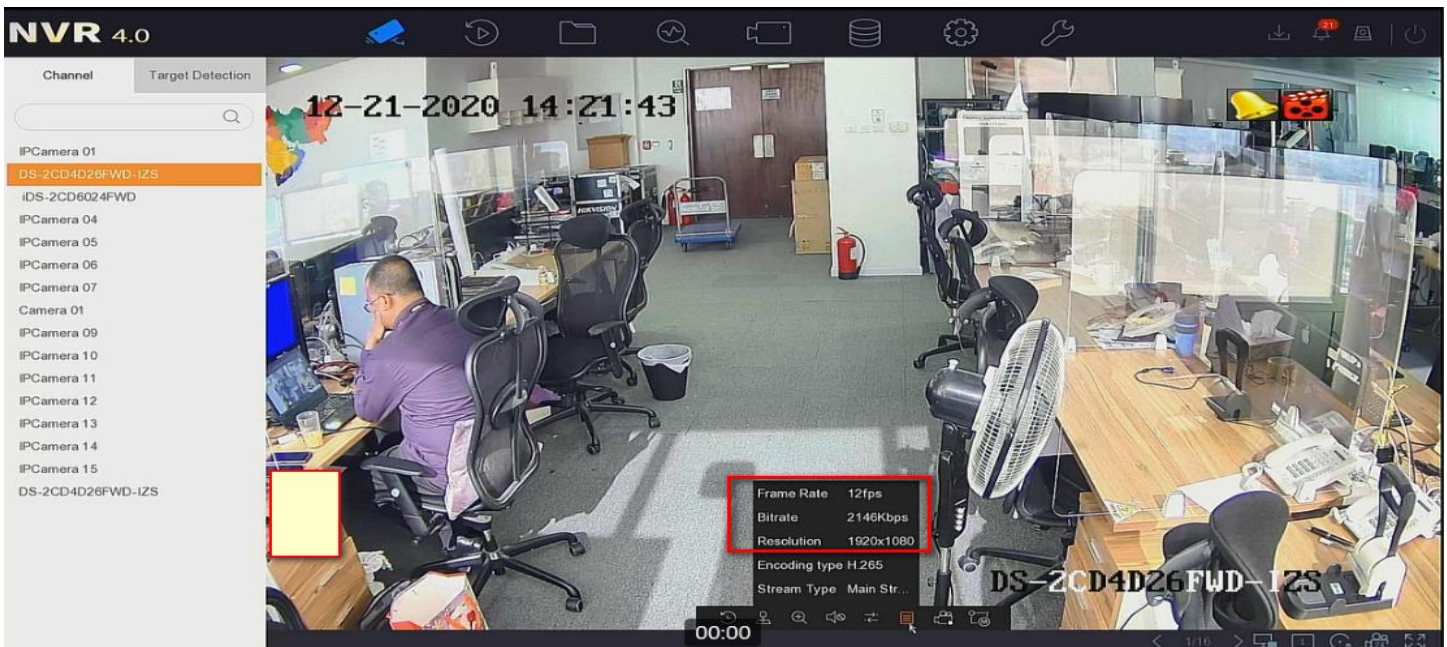 NVR 4.0
21
Channel Target Detection
12-21-2020 14:21:43
IPCamera 01
DS-2CD4D26FWD-IZS
iDS-2CD6024FWD
IPCamera 04
IPCamera 05
IPCamera 06
IPCamera 07
Camera 01
IPCamera 09
IPCamera 10
IPCamera 11
IPCamera 12
IPCamera 13
IPCamera 14
IPCamera 15
DS-2CD4D26FWD-IZS
HIKVISION
Frame Rate 12fps
Bitrate 2146Kbps
Resolution 1920x1080
Encoding type H.265
Stream Type Main Str...
DS-2CD4D26FWD-IZS
00:00
1/16
1